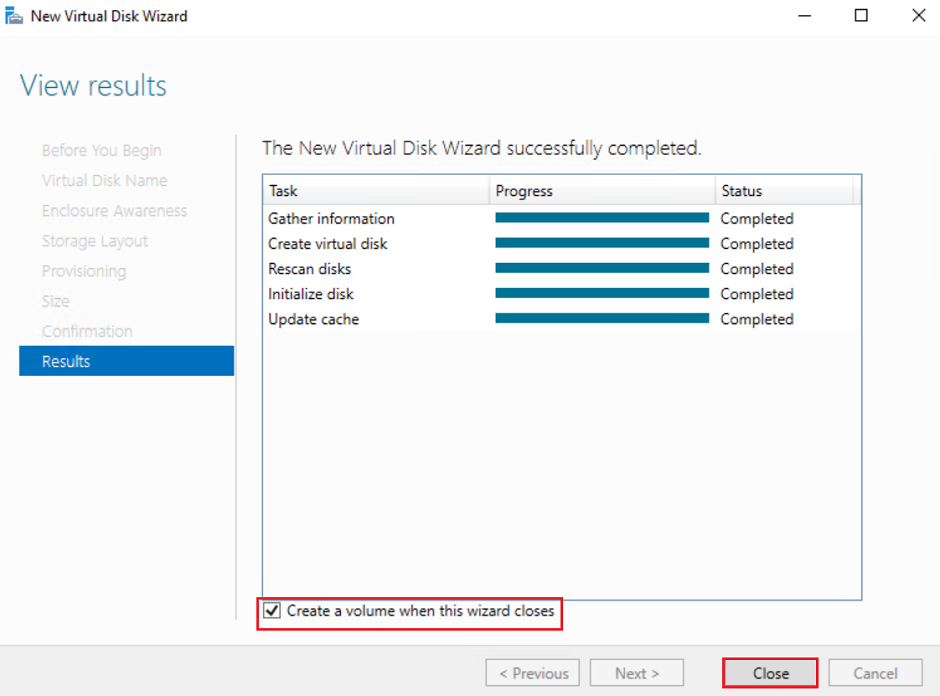 New Virtual Disk Wizard
View results
Before You Begin
Virtual Disk Name
Enclosure Awareness
Storage Layout
Provisioning
Size
Confirmation
Results
The New Virtual Disk Wizard successfully completed.
Task Progress Status
Gather information Completed
Create virtual disk Completed
Rescan disks Completed
Initialize disk Completed
Update cache Completed
Create a volume when this wizard closes
< Previous Next > Close Cancel